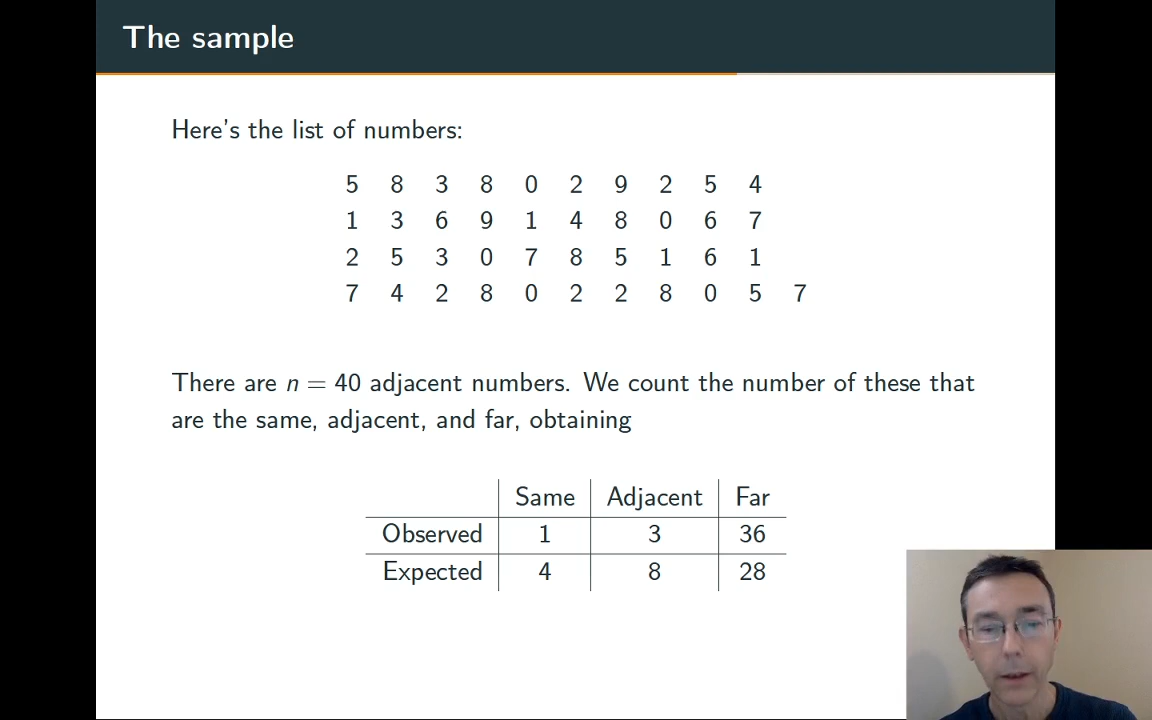 The sample
Here's the list of numbers:
5 8 3 8 0 2 9 2 5 4
1 3 6 9 1 4 8 0 6 7
2 5 3 0 7 8 5 1 6 1
7 4 2 8 0 2 2 8 0 5 7
There are n = 40 adjacent numbers. We count the number of these that
are the same, adjacent, and far, obtaining
Same Adjacent Far
Observed 1 3 36
Expected 4 8 28